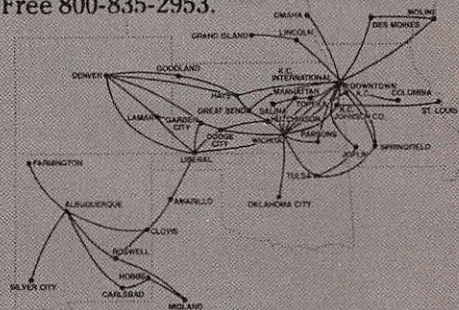 Free 800-835-2953.
OMAHA
MOLINE
DES MOINES
GRAND ISLAND
LINCOLN
GOODLAND
K.C. INTERNATIONAL
DENVER
HAYS
MANHATTAN
DOWNTOWN K.C.
COLUMBIA
GREAT BEND
SALINA
TOPEKA
ST. LOUIS
LAMAR
GARDEN CITY
HUTCHINSON
K.C. JOHNSON CO.
DODGE CITY
WICHITA
PARSONS
LIBERAL
JOPLIN
SPRINGFIELD
FARMINGTON
TULSA
AMARILLO
OKLAHOMA CITY
ALBUQUERQUE
CLOVIS
ROSWELL
HOBBS
SILVER CITY
CARLSBAD
MIDLAND